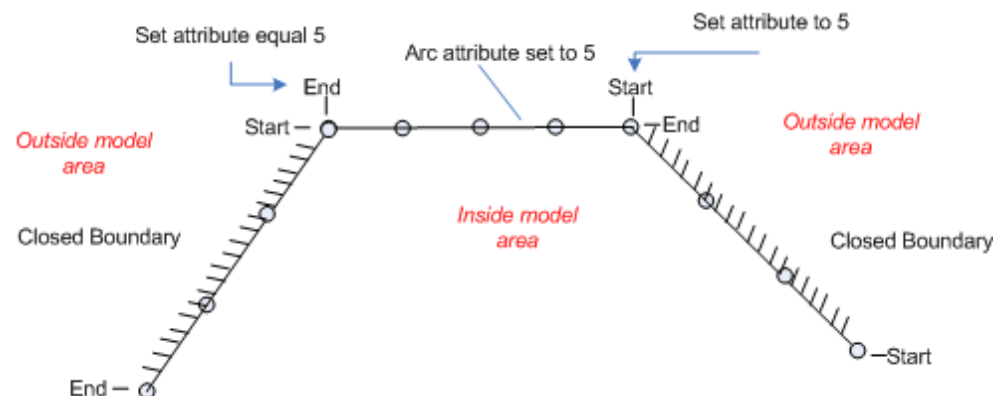 Set attribute equal 5
Set attribute to 5
Arc attribute set to 5
End
Start
Start
End
Outside model
area
Outside model
area
Inside model
area
Closed Boundary
Closed Boundary
Start
End